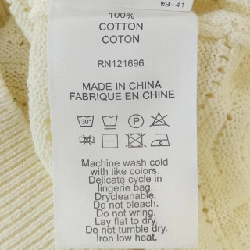 100%
COTTON
COTON
RN121696
MADE IN CHINA
FABRIQUE EN CHINE
30°
P
Machine wash cold
with like colors.
Delicate cycle in
lingerie bag.
Drycleanable.
Do not bleach.
Do not wring.
Lay flat to dry.
Do not tumble dry.
Iron low heat.